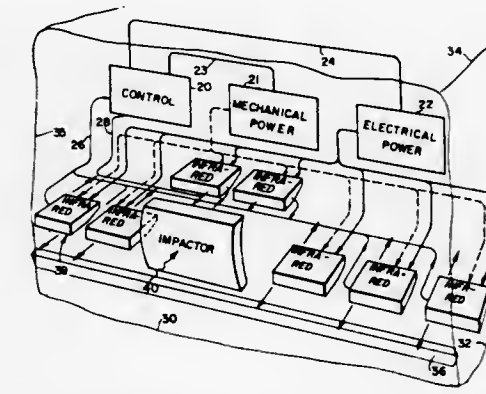 34
24
23
21
20
22
CONTROL
MECHANICAL
POWER
ELECTRICAL
POWER
35
26
28
INFRA-
RED
INFRA-
RED
INFRA-
RED
INFRA-
RED
IMPACTOR
INFRA-
RED
INFRA-
RED
INFRA-
RED
39
40
30
32
36